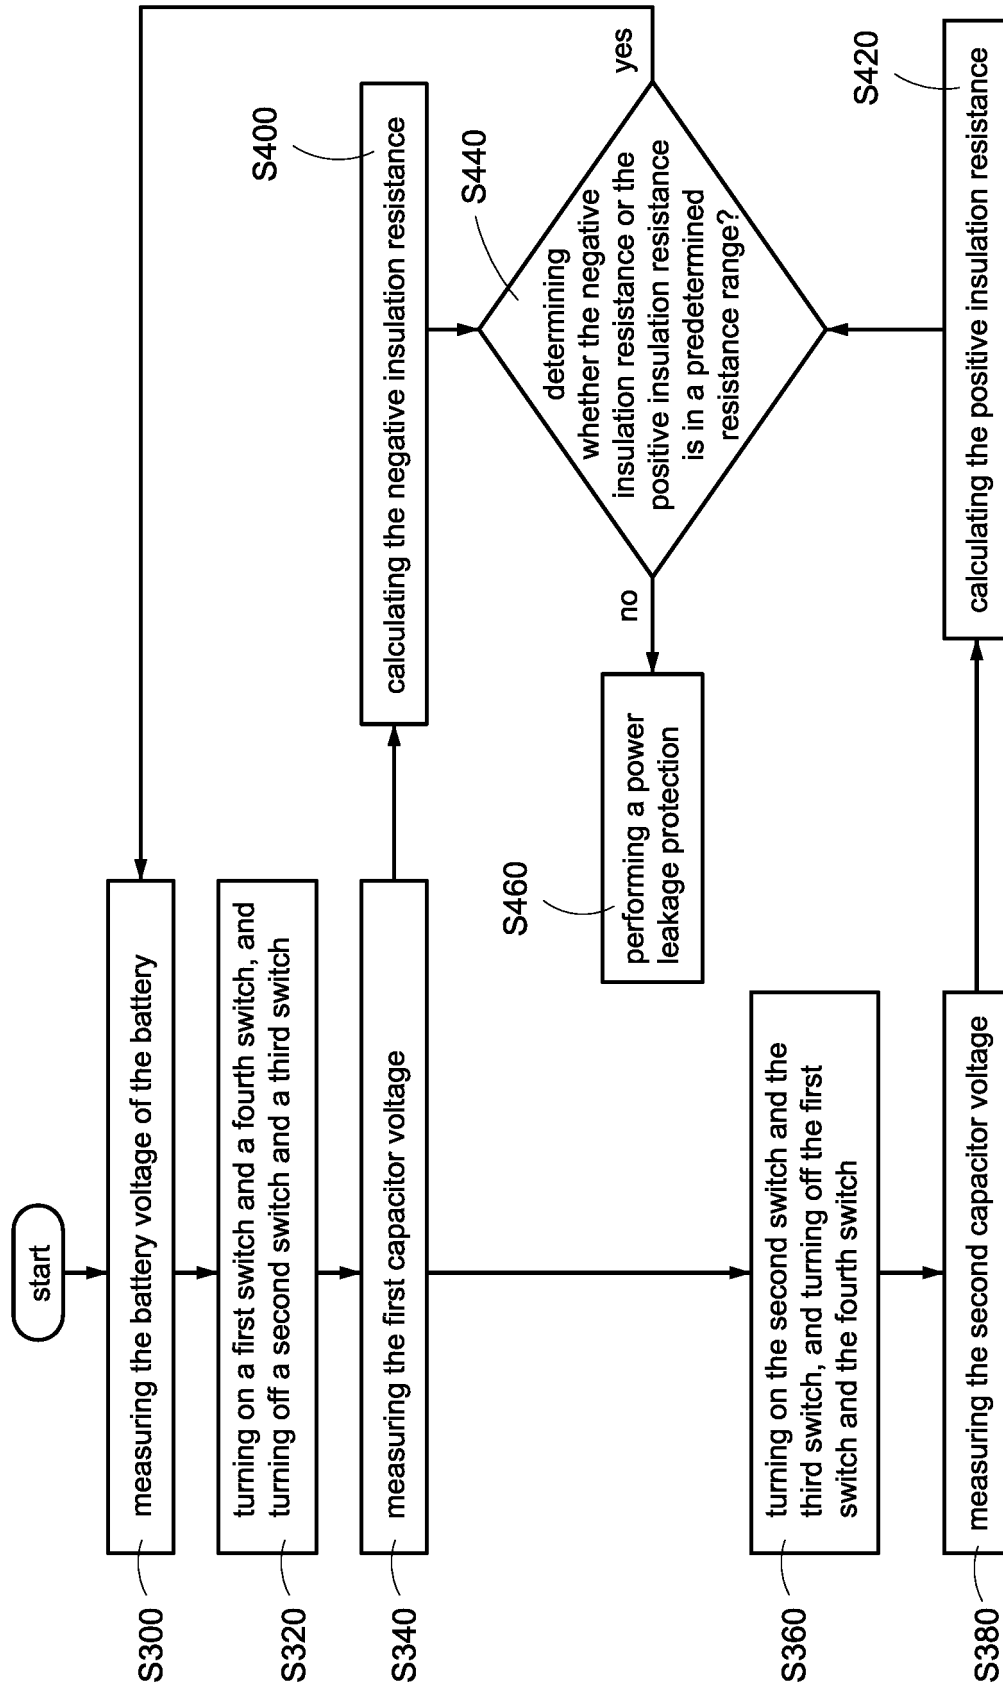 start
S300
measuring the battery voltage of the battery
S320
turning on a first switch and a fourth switch, and
turning off a second switch and a third switch
S340
measuring the first capacitor voltage
S400
calculating the negative insulation resistance
S440
determining
whether the negative
insulation resistance or the
positive insulation resistance
is in a predetermined
resistance range?
yes
no
S460
performing a power
leakage protection
S360
turning on the second switch and the
third switch, and turning off the first
switch and the fourth switch
S380
measuring the second capacitor voltage
S420
calculating the positive insulation resistance